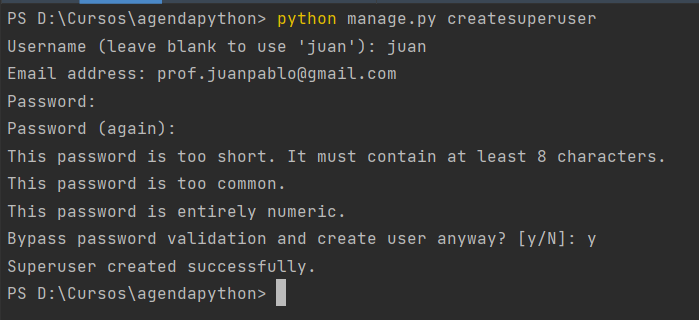 PS D:\Cursos\agendapython> python manage.py createsuperuser
Username (leave blank to use 'juan'): juan
Email address: prof.juanpablo@gmail.com
Password:
Password (again):
This password is too short. It must contain at least 8 characters.
This password is too common.
This password is entirely numeric.
Bypass password validation and create user anyway? [y/N]: y
Superuser created successfully.
PS D:\Cursos\agendapython>